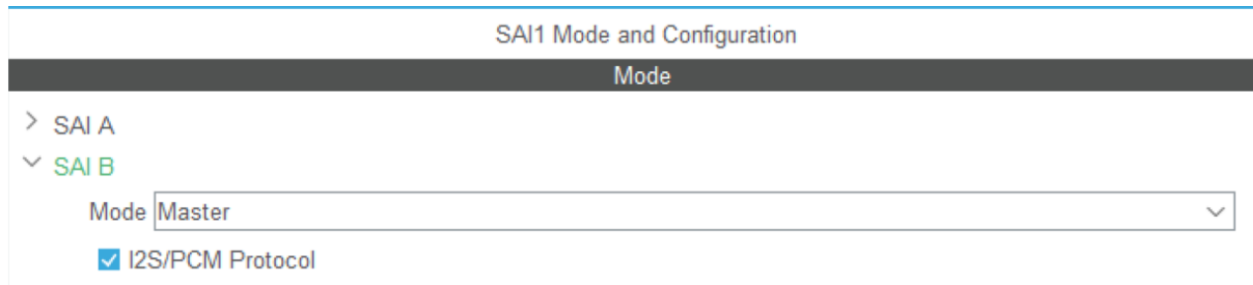 SAI1 Mode and Configuration
Mode
SAI A
SAI B
Mode Master
I2S/PCM Protocol